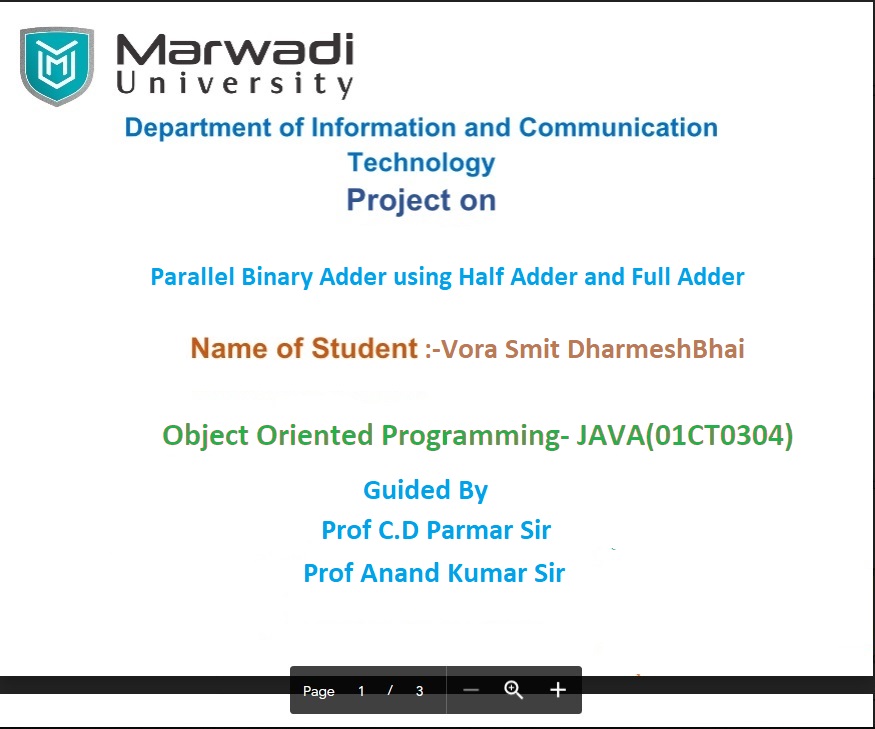 Marwadi
University
Department of Information and Communication
Technology
Project on
Parallel Binary Adder using Half Adder and Full Adder
Name of Student :-Vora Smit DharmeshBhai
Object Oriented Programming- JAVA(01CT0304)
Guided By
Prof C.D Parmar Sir
Prof Anand Kumar Sir
Page 1 / 3